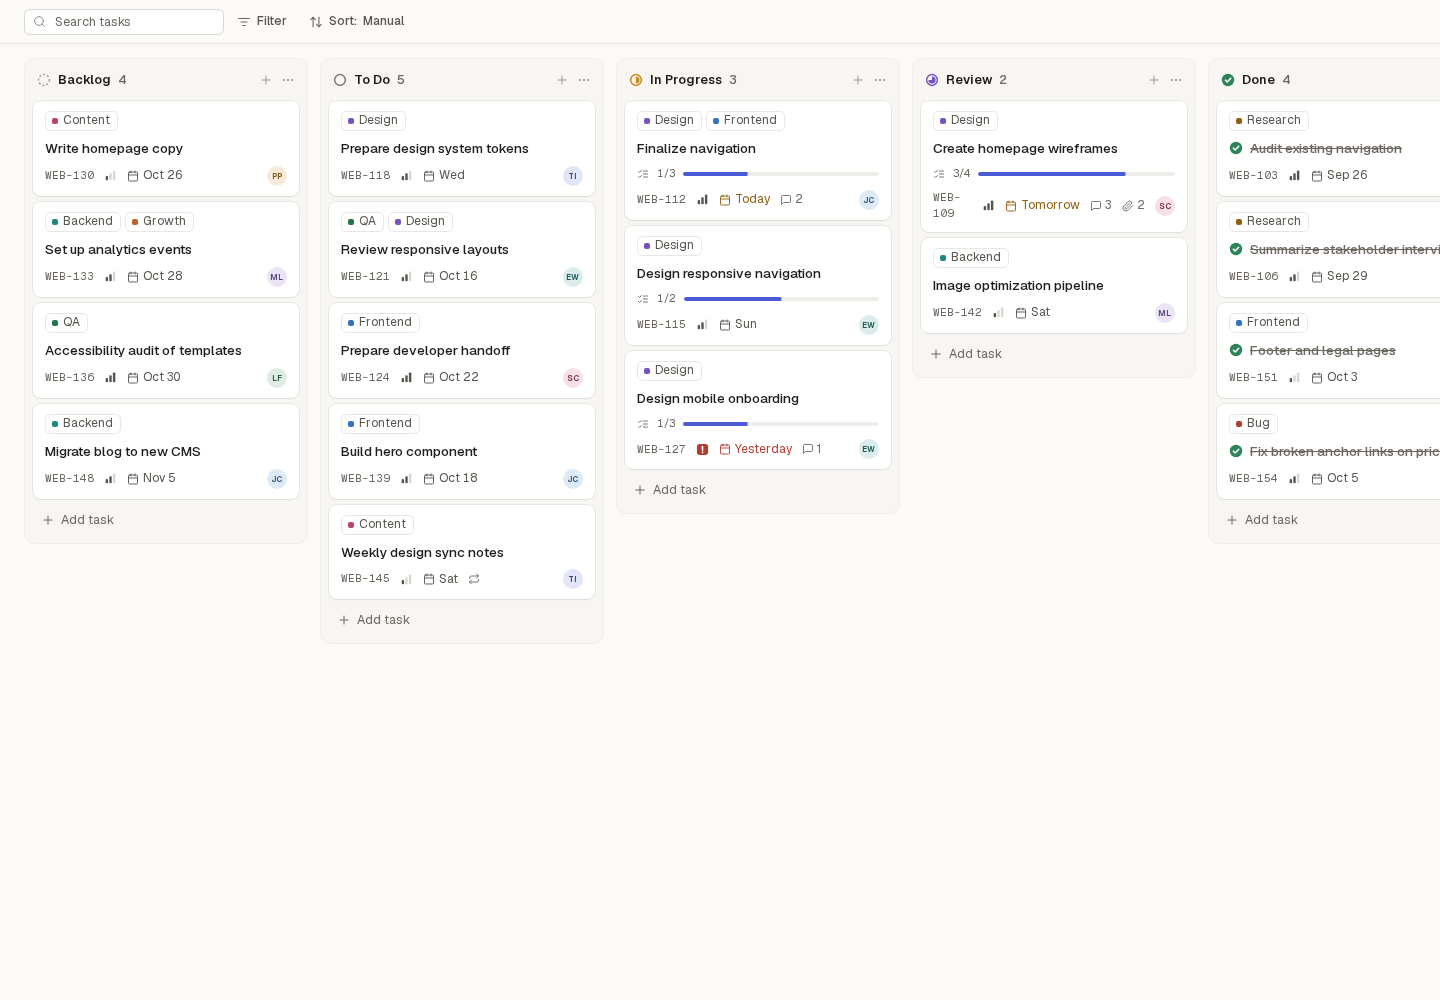 Search tasks
Filter
Sort: Manual
Backlog 4
Content
Write homepage copy
WEB-130 Oct 26 PP
Backend Growth
Set up analytics events
WEB-133 Oct 28 ML
QA
Accessibility audit of templates
WEB-136 Oct 30 LF
Backend
Migrate blog to new CMS
WEB-148 Nov 5 JC
Add task
To Do 5
Design
Prepare design system tokens
WEB-118 Wed TI
QA Design
Review responsive layouts
WEB-121 Oct 16 EW
Frontend
Prepare developer handoff
WEB-124 Oct 22 SC
Frontend
Build hero component
WEB-139 Oct 18 JC
Content
Weekly design sync notes
WEB-145 Sat TI
Add task
In Progress 3
Design Frontend
Finalize navigation
1/3
WEB-112 Today 2 JC
Design
Design responsive navigation
1/2
WEB-115 Sun EW
Design
Design mobile onboarding
1/3
WEB-127 Yesterday 1 EW
Add task
Review 2
Design
Create homepage wireframes
3/4
WEB-
109 Tomorrow 3 2 SC
Backend
Image optimization pipeline
WEB-142 Sat ML
Add task
Done 4
Research
Audit existing navigation
WEB-103 Sep 26
Research
Summarize stakeholder intervi
WEB-106 Sep 29
Frontend
Footer and legal pages
WEB-151 Oct 3
Bug
Fix broken anchor links on pric
WEB-154 Oct 5
Add task